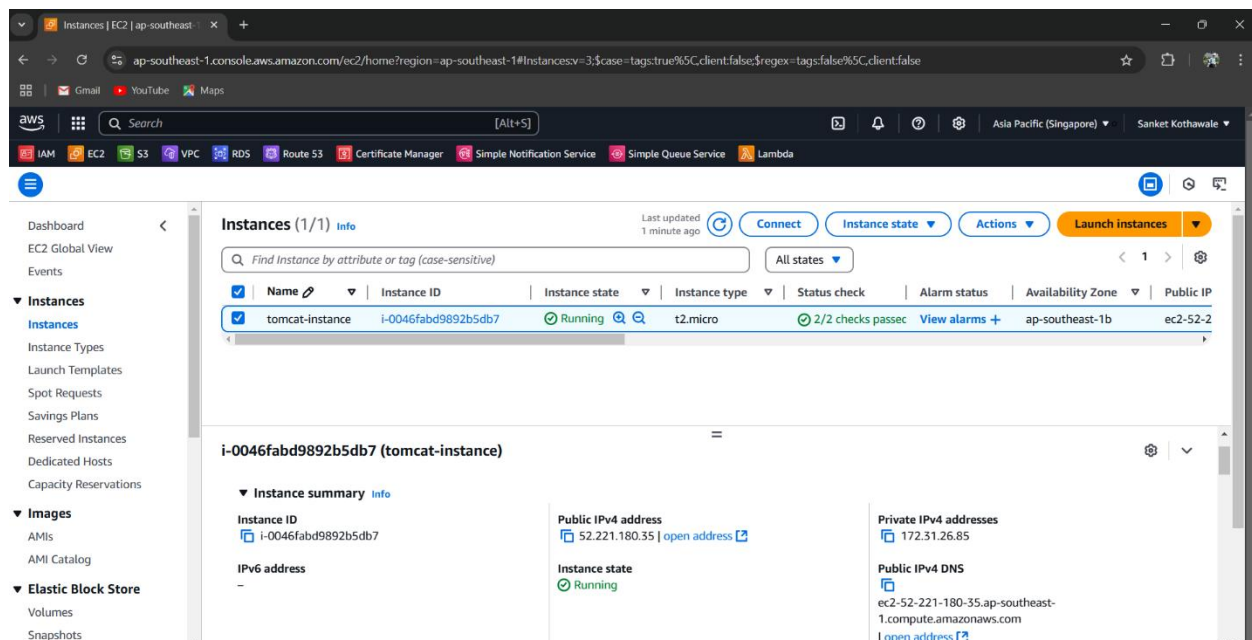 Instances | EC2 | ap-southeast-1
ap-southeast-1.console.aws.amazon.com/ec2/home?region=ap-southeast-1#Instances:v=3;$case=tags:true%5C,client:false;$regex=tags:false%5C,client:false
Gmail YouTube Maps
aws Search [Alt+S] Asia Pacific (Singapore) Sanket Kothawale
IAM EC2 S3 VPC RDS Route 53 Certificate Manager Simple Notification Service Simple Queue Service Lambda
Dashboard
EC2 Global View
Events
Instances
Instances
Instance Types
Launch Templates
Spot Requests
Savings Plans
Reserved Instances
Dedicated Hosts
Capacity Reservations
Images
AMIs
AMI Catalog
Elastic Block Store
Volumes
Snapshots
Instances (1/1) Info
Last updated
1 minute ago
Connect Instance state Actions Launch instances
Find Instance by attribute or tag (case-sensitive) All states 1
Name Instance ID Instance state Instance type Status check Alarm status Availability Zone Public IP
tomcat-instance i-0046fabd9892b5db7 Running t2.micro 2/2 checks passec View alarms + ap-southeast-1b ec2-52-2
i-0046fabd9892b5db7 (tomcat-instance)
Instance summary Info
Instance ID
i-0046fabd9892b5db7
IPv6 address
–
Public IPv4 address
52.221.180.35 | open address
Instance state
Running
Private IPv4 addresses
172.31.26.85
Public IPv4 DNS
ec2-52-221-180-35.ap-southeast-
1.compute.amazonaws.com
| open address